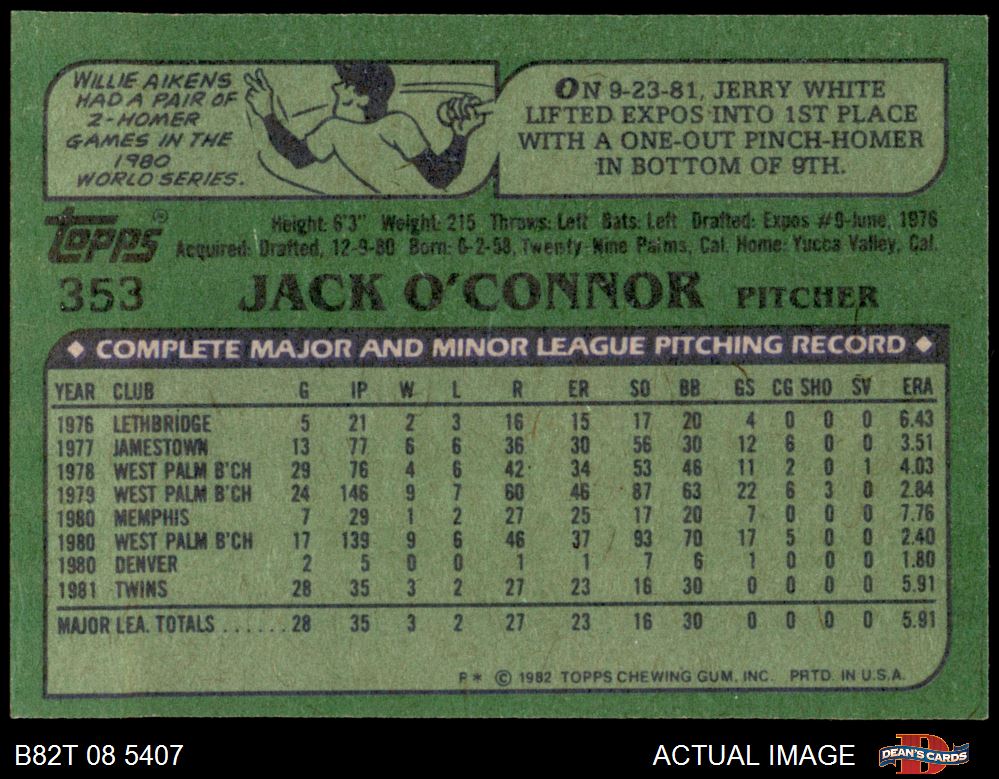 WILLIE AIKENS
HAD A PAIR OF
2-HOMER
GAMES IN THE
1980
WORLD SERIES.
ON 9-23-81, JERRY WHITE
LIFTED EXPOS INTO 1ST PLACE
WITH A ONE-OUT PINCH-HOMER
IN BOTTOM OF 9TH.
topps®
Height: 6'3" Weight: 215 Throws: Left Bats: Left Drafted: Expos #9-June, 1976
Acquired: Drafted, 12-9-80 Born: 6-2-58, Twenty-Nine Palms, Cal. Home: Yucca Valley, Cal.
353 JACK O'CONNOR PITCHER
◆ COMPLETE MAJOR AND MINOR LEAGUE PITCHING RECORD ◆
YEAR CLUB G IP W L R ER SO BB GS CG SHO SV ERA
1976 LETHBRIDGE 5 21 2 3 16 15 17 20 4 0 0 0 6.43
1977 JAMESTOWN 13 77 6 6 36 30 56 30 12 6 0 0 3.51
1978 WEST PALM B'CH 29 76 4 6 42 34 53 46 11 2 0 1 4.03
1979 WEST PALM B'CH 24 146 9 7 60 46 87 63 22 6 3 0 2.84
1980 MEMPHIS 7 29 1 2 27 25 17 20 7 0 0 0 7.76
1980 WEST PALM B'CH 17 139 9 6 46 37 93 70 17 5 0 0 2.40
1980 DENVER 2 5 0 0 1 1 7 6 1 0 0 0 1.80
1981 TWINS 28 35 3 2 27 23 16 30 0 0 0 0 5.91
MAJOR LEA. TOTALS ......28 35 3 2 27 23 16 30 0 0 0 0 5.91
© 1982 TOPPS CHEWING GUM, INC. PRTD. IN U.S.A.
B82T 08 5407 ACTUAL IMAGE DEAN'S CARDS